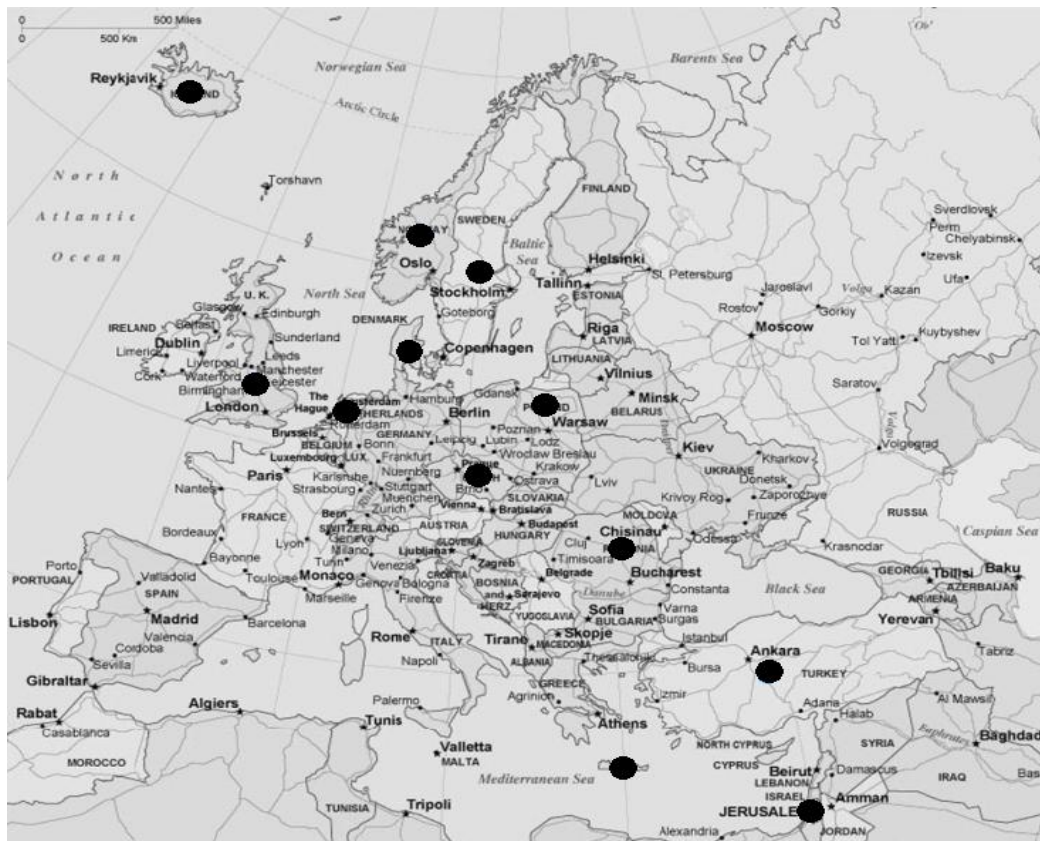 0 500 Miles
0 500 Km
Norwegian Sea
Barents Sea
Ob'
Reykjavik
Arctic Circle
North
Atlantic
Ocean
Torshavn
FINLAND
SWEDEN
Baltic
Sea
Sverdlovsk
Perm
Chelyabinsk
Izevsk
Ufa
Oslo
Helsinki
St. Petersburg
Tallinn
ESTONIA
Stockholm
North Sea
U. K.
Glasgow
Edinburgh
Goteborg
Jaroslavl
Volga
Kazan
Rostov
Gorkiy
IRELAND
Belfast
DENMARK
Riga
LATVIA
Moscow
Kuybyshev
Tol Yatt
Dublin
Sunderland
Limerick
Leeds
Liverpool
Manchester
Cork
Waterford
Leicester
Birmingham
Copenhagen
LITHUANIA
Vilnius
Minsk
BELARUS
Saratov
Gdansk
The
Hague
Amsterdam
Hamburg
London
Rotterdam
Berlin
Warsaw
Poznan
Volga
Volgograd
Brussels
BELGIUM
GERMANY
Bonn
Leipzig
Lubin
Lodz
Wroclaw Breslau
Dnieper
Kiev
Kharkov
UKRAINE
Luxembourg
LUX.
Frankfurt
Paris
Karlsruhe
Nuernberg
Krakow
Donetsk
Strasbourg
Stuttgart
Brno
Ostrava
Lviv
Krivoy Rog
Zaporozhye
Nantes
Muenchen
Zurich
SLOVAKIA
Frunze
Vienna
Bratislava
MOLDOVA
RUSSIA
Bern
SWITZERLAND
AUSTRIA
Budapest
HUNGARY
FRANCE
Geneva
Chisinau
Odessa
Caspian Sea
Bordeaux
Lyon
Milano
Ljubljana
SLOVENIA
Cluj
Krasnodar
Bayonne
Turin
Venezia
Zagreb
Timisoara
Porto
Toulouse
Monaco
Genova
Bologna
CROATIA
BOSNIA
and
HERZ.
Belgrade
Bucharest
GEORGIA
Tbilisi
Baku
PORTUGAL
Valladolid
Marseille
Firenze
Sarajevo
Danube
Constanta
Black Sea
AZERBAIJAN
SPAIN
ARMENIA
Lisbon
Madrid
Barcelona
YUGOSLAVIA
Sofia
BULGARIA
Varna
Burgas
Yerevan
Valencia
Rome
ITALY
Tirane
Skopje
MACEDONIA
Istanbul
Cordoba
Sevilla
Napoli
ALBANIA
Thessaloniki
Bursa
Ankara
TURKEY
Tabriz
Gibraltar
GREECE
Agrinion
Izmir
Algiers
Palermo
Adana
Al Mawsil
Rabat
Casablanca
Tunis
Athens
Halab
Baghdad
Euphrates
MOROCCO
Valletta
MALTA
NORTH CYPRUS
CYPRUS
SYRIA
Mediterranean Sea
Beirut
LEBANON
Damascus
IRAQ
Bas
TUNISIA
Tripoli
ISRAEL
Amman
Alexandria
JORDAN